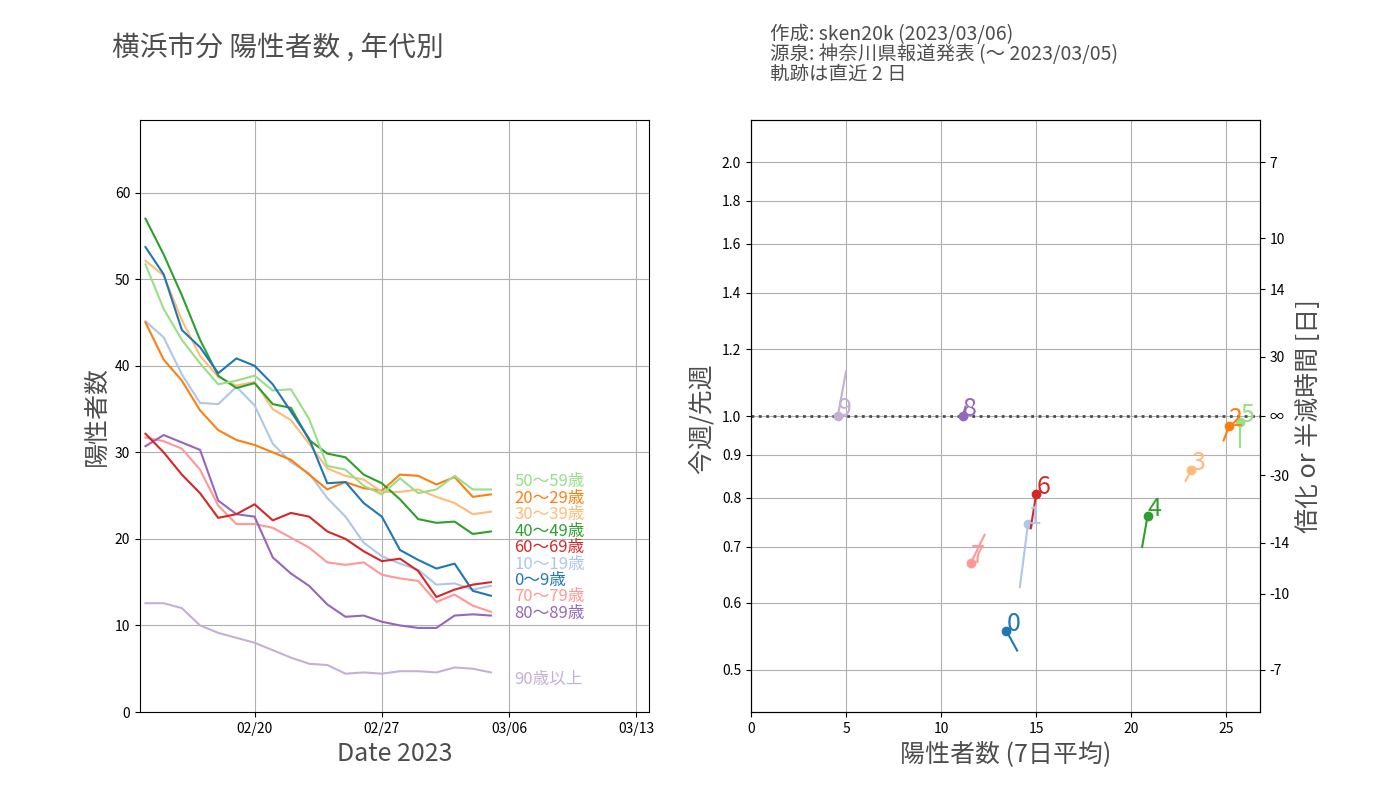 横浜市分 陽性者数 , 年代別
作成: sken20k (2023/03/06)
源泉: 神奈川県報道発表 (～ 2023/03/05)
軌跡は直近 2 日
陽性者数
60
50
40
30
20
10
0
02/20
02/27
03/06
03/13
Date 2023
50～59歳
20～29歳
30～39歳
40～49歳
60～69歳
10～19歳
0～9歳
70～79歳
80～89歳
90歳以上
今週/先週
2.0
1.8
1.6
1.4
1.2
1.0
0.9
0.8
0.7
0.6
0.5
9
8
2
5
3
6
4
1
7
0
0
5
10
15
20
25
陽性者数 (7日平均)
7
10
14
30
∞
-30
-14
-10
-7
倍化 or 半減時間 [日]